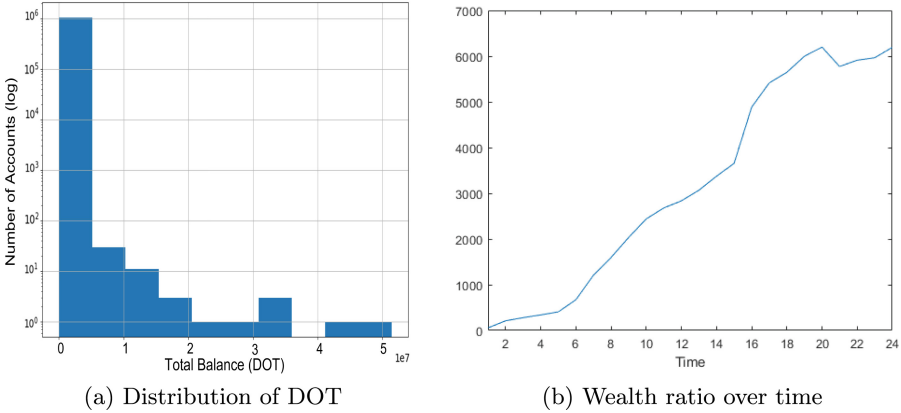 Number of Accounts (log)
10^6
10^5
10^4
10^3
10^2
10^1
10^0
0 1 2 3 4 5
1e7
Total Balance (DOT)
(a) Distribution of DOT
7000
6000
5000
4000
3000
2000
1000
0
2 4 6 8 10 12 14 16 18 20 22 24
Time
(b) Wealth ratio over time